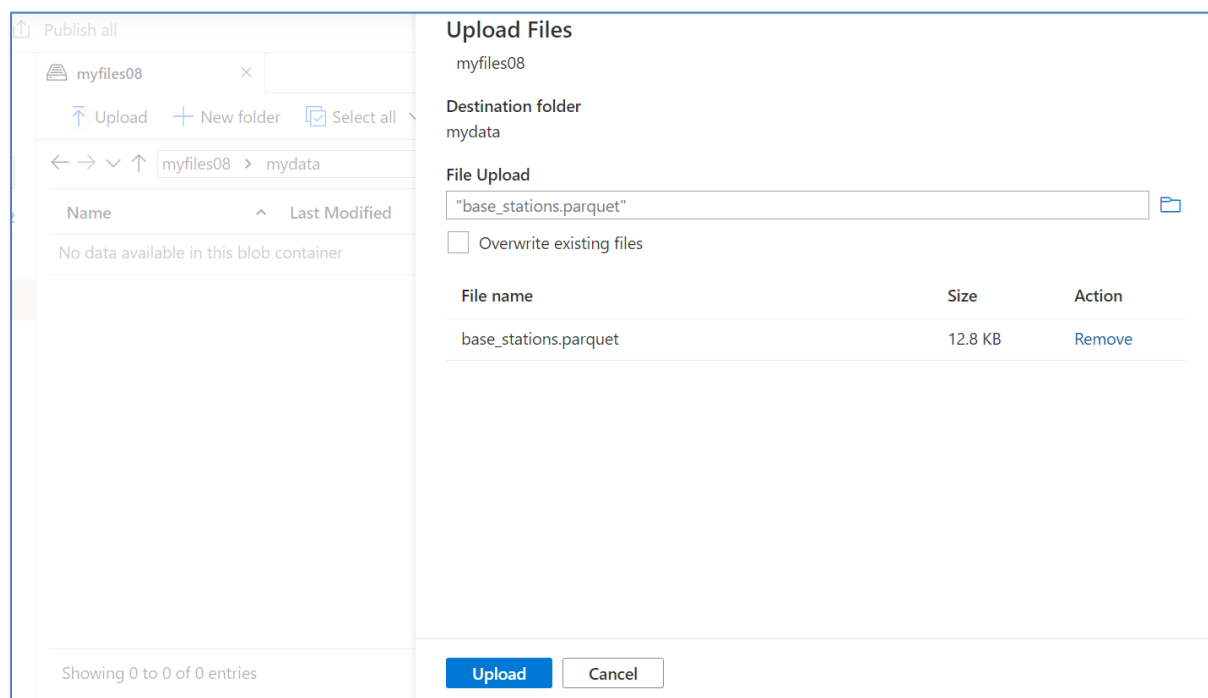 Publish all
myfiles08
Upload New folder Select all
myfiles08 > mydata
Name Last Modified
No data available in this blob container
Showing 0 to 0 of 0 entries
Upload Files
myfiles08
Destination folder
mydata
File Upload
"base_stations.parquet"
Overwrite existing files
File name Size Action
base_stations.parquet 12.8 KB Remove
Upload Cancel